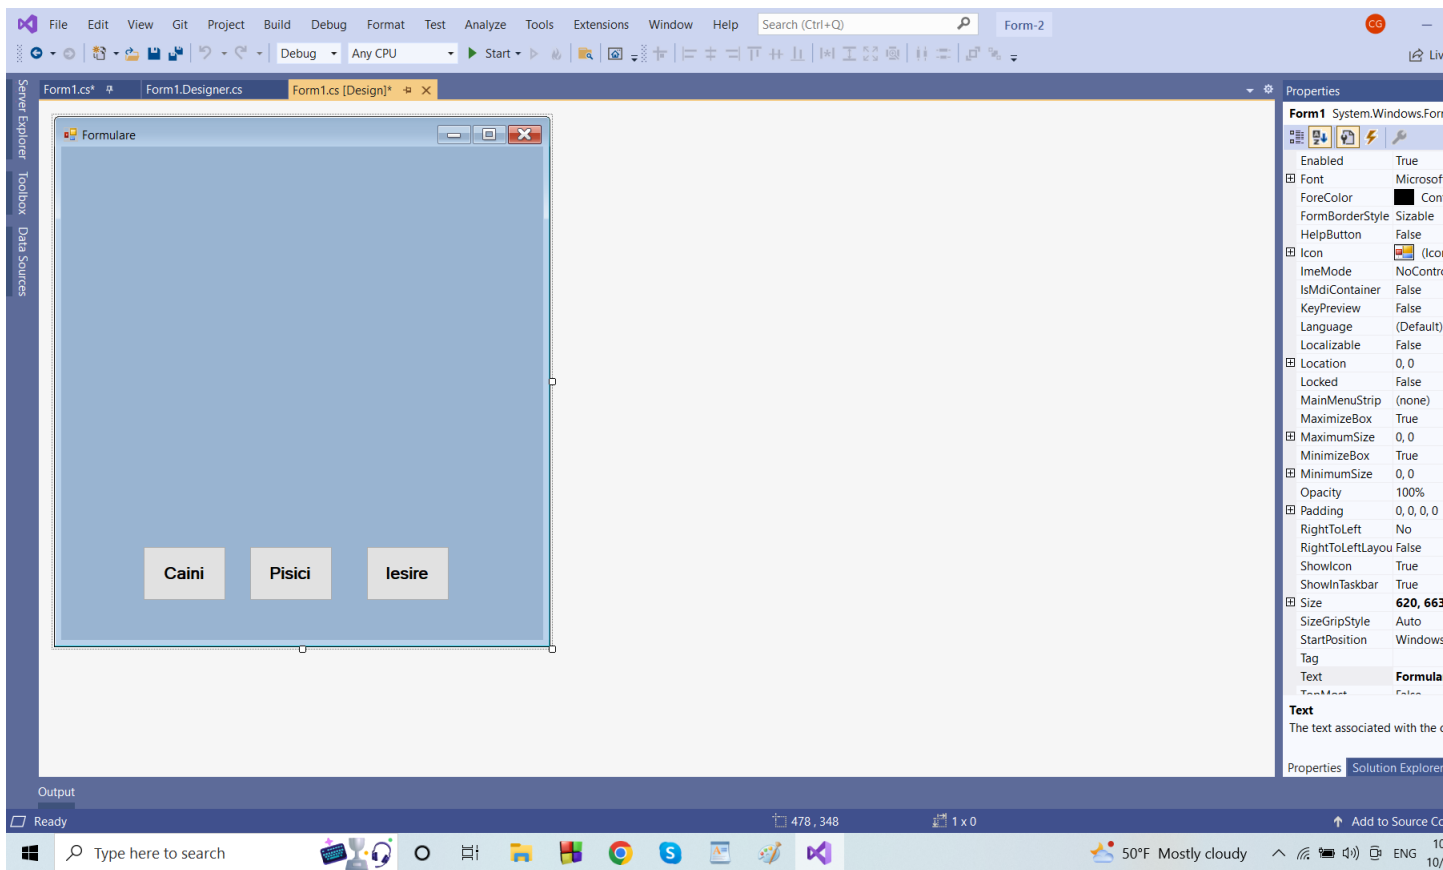 File Edit View Git Project Build Debug Format Test Analyze Tools Extensions Window Help Search (Ctrl+Q) Form-2 CG
Debug Any CPU Start Liv
Server Explorer
Toolbox
Data Sources
Form1.cs* Form1.Designer.cs Form1.cs [Design]*
Formulare
Caini Pisici Iesire
Properties
Form1 System.Windows.For
Enabled True
Font Microsof
ForeColor Con
FormBorderStyle Sizable
HelpButton False
Icon (Ico
ImeMode NoContr
IsMdiContainer False
KeyPreview False
Language (Default)
Localizable False
Location 0, 0
Locked False
MainMenuStrip (none)
MaximizeBox True
MaximumSize 0, 0
MinimizeBox True
MinimumSize 0, 0
Opacity 100%
Padding 0, 0, 0, 0
RightToLeft No
RightToLeftLayou False
ShowIcon True
ShowInTaskbar True
Size 620, 663
SizeGripStyle Auto
StartPosition Windows
Tag
Text Formula
TopMost False
Text
The text associated with the c
Properties Solution Explorer
Output
Ready 478 , 348 1 x 0 Add to Source Co
Type here to search 50°F Mostly cloudy ENG 10
10/